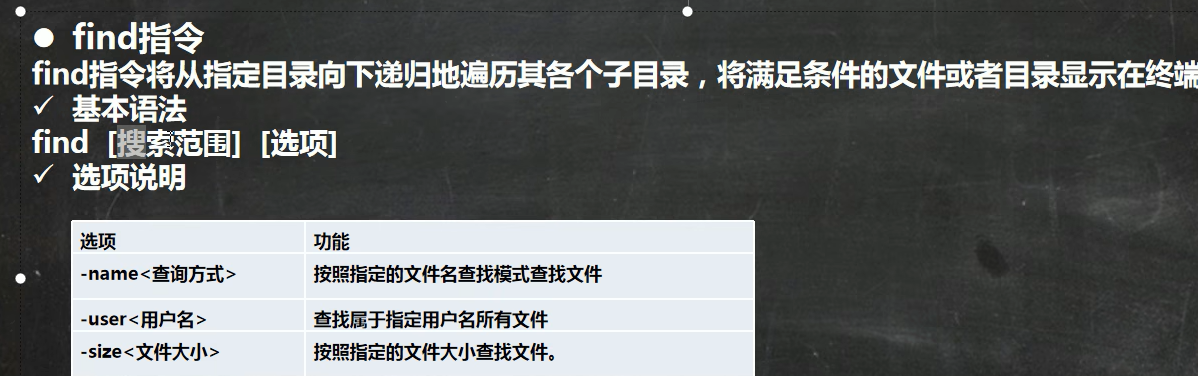 ● find指令
find指令将从指定目录向下递归地遍历其各个子目录，将满足条件的文件或者目录显示在终端
✓ 基本语法
find [搜索范围] [选项]
✓ 选项说明
选项 功能
-name<查询方式> 按照指定的文件名查找模式查找文件
-user<用户名> 查找属于指定用户名所有文件
-size<文件大小> 按照指定的文件大小查找文件。